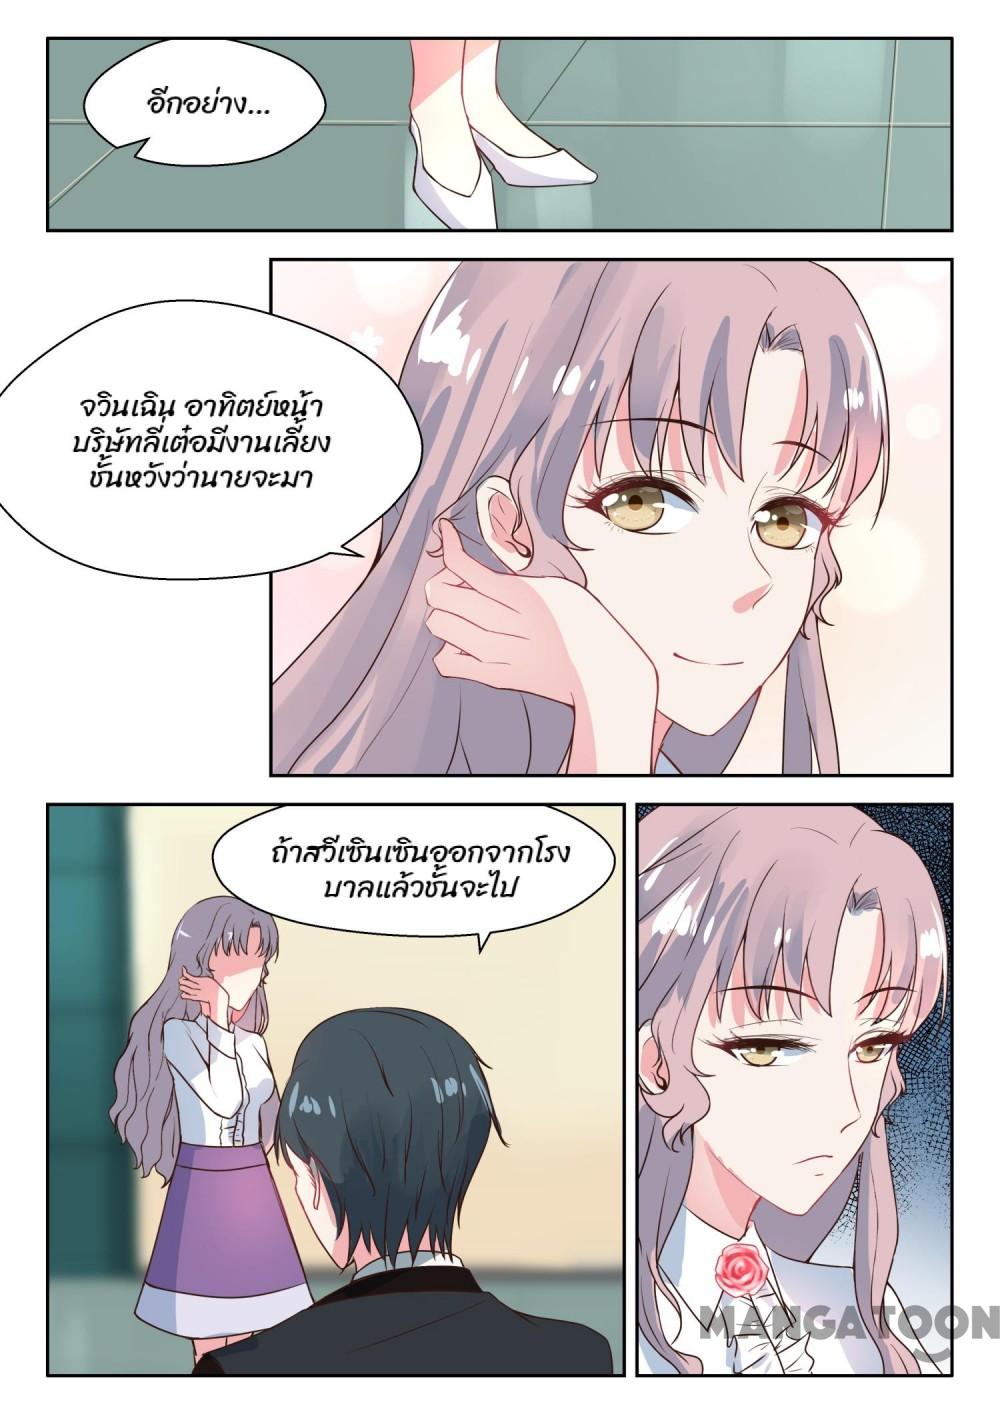 อีกอย่าง...
จวินเฉิน อาทิตย์หน้า
บริษัทลี่เต๋อมีงานเลี้ยง
ชั้นหวังว่านายจะมา
ถ้าสวีเซินเซินออกจากโรง
บาลแล้วชั้นจะไป
MANGATOON